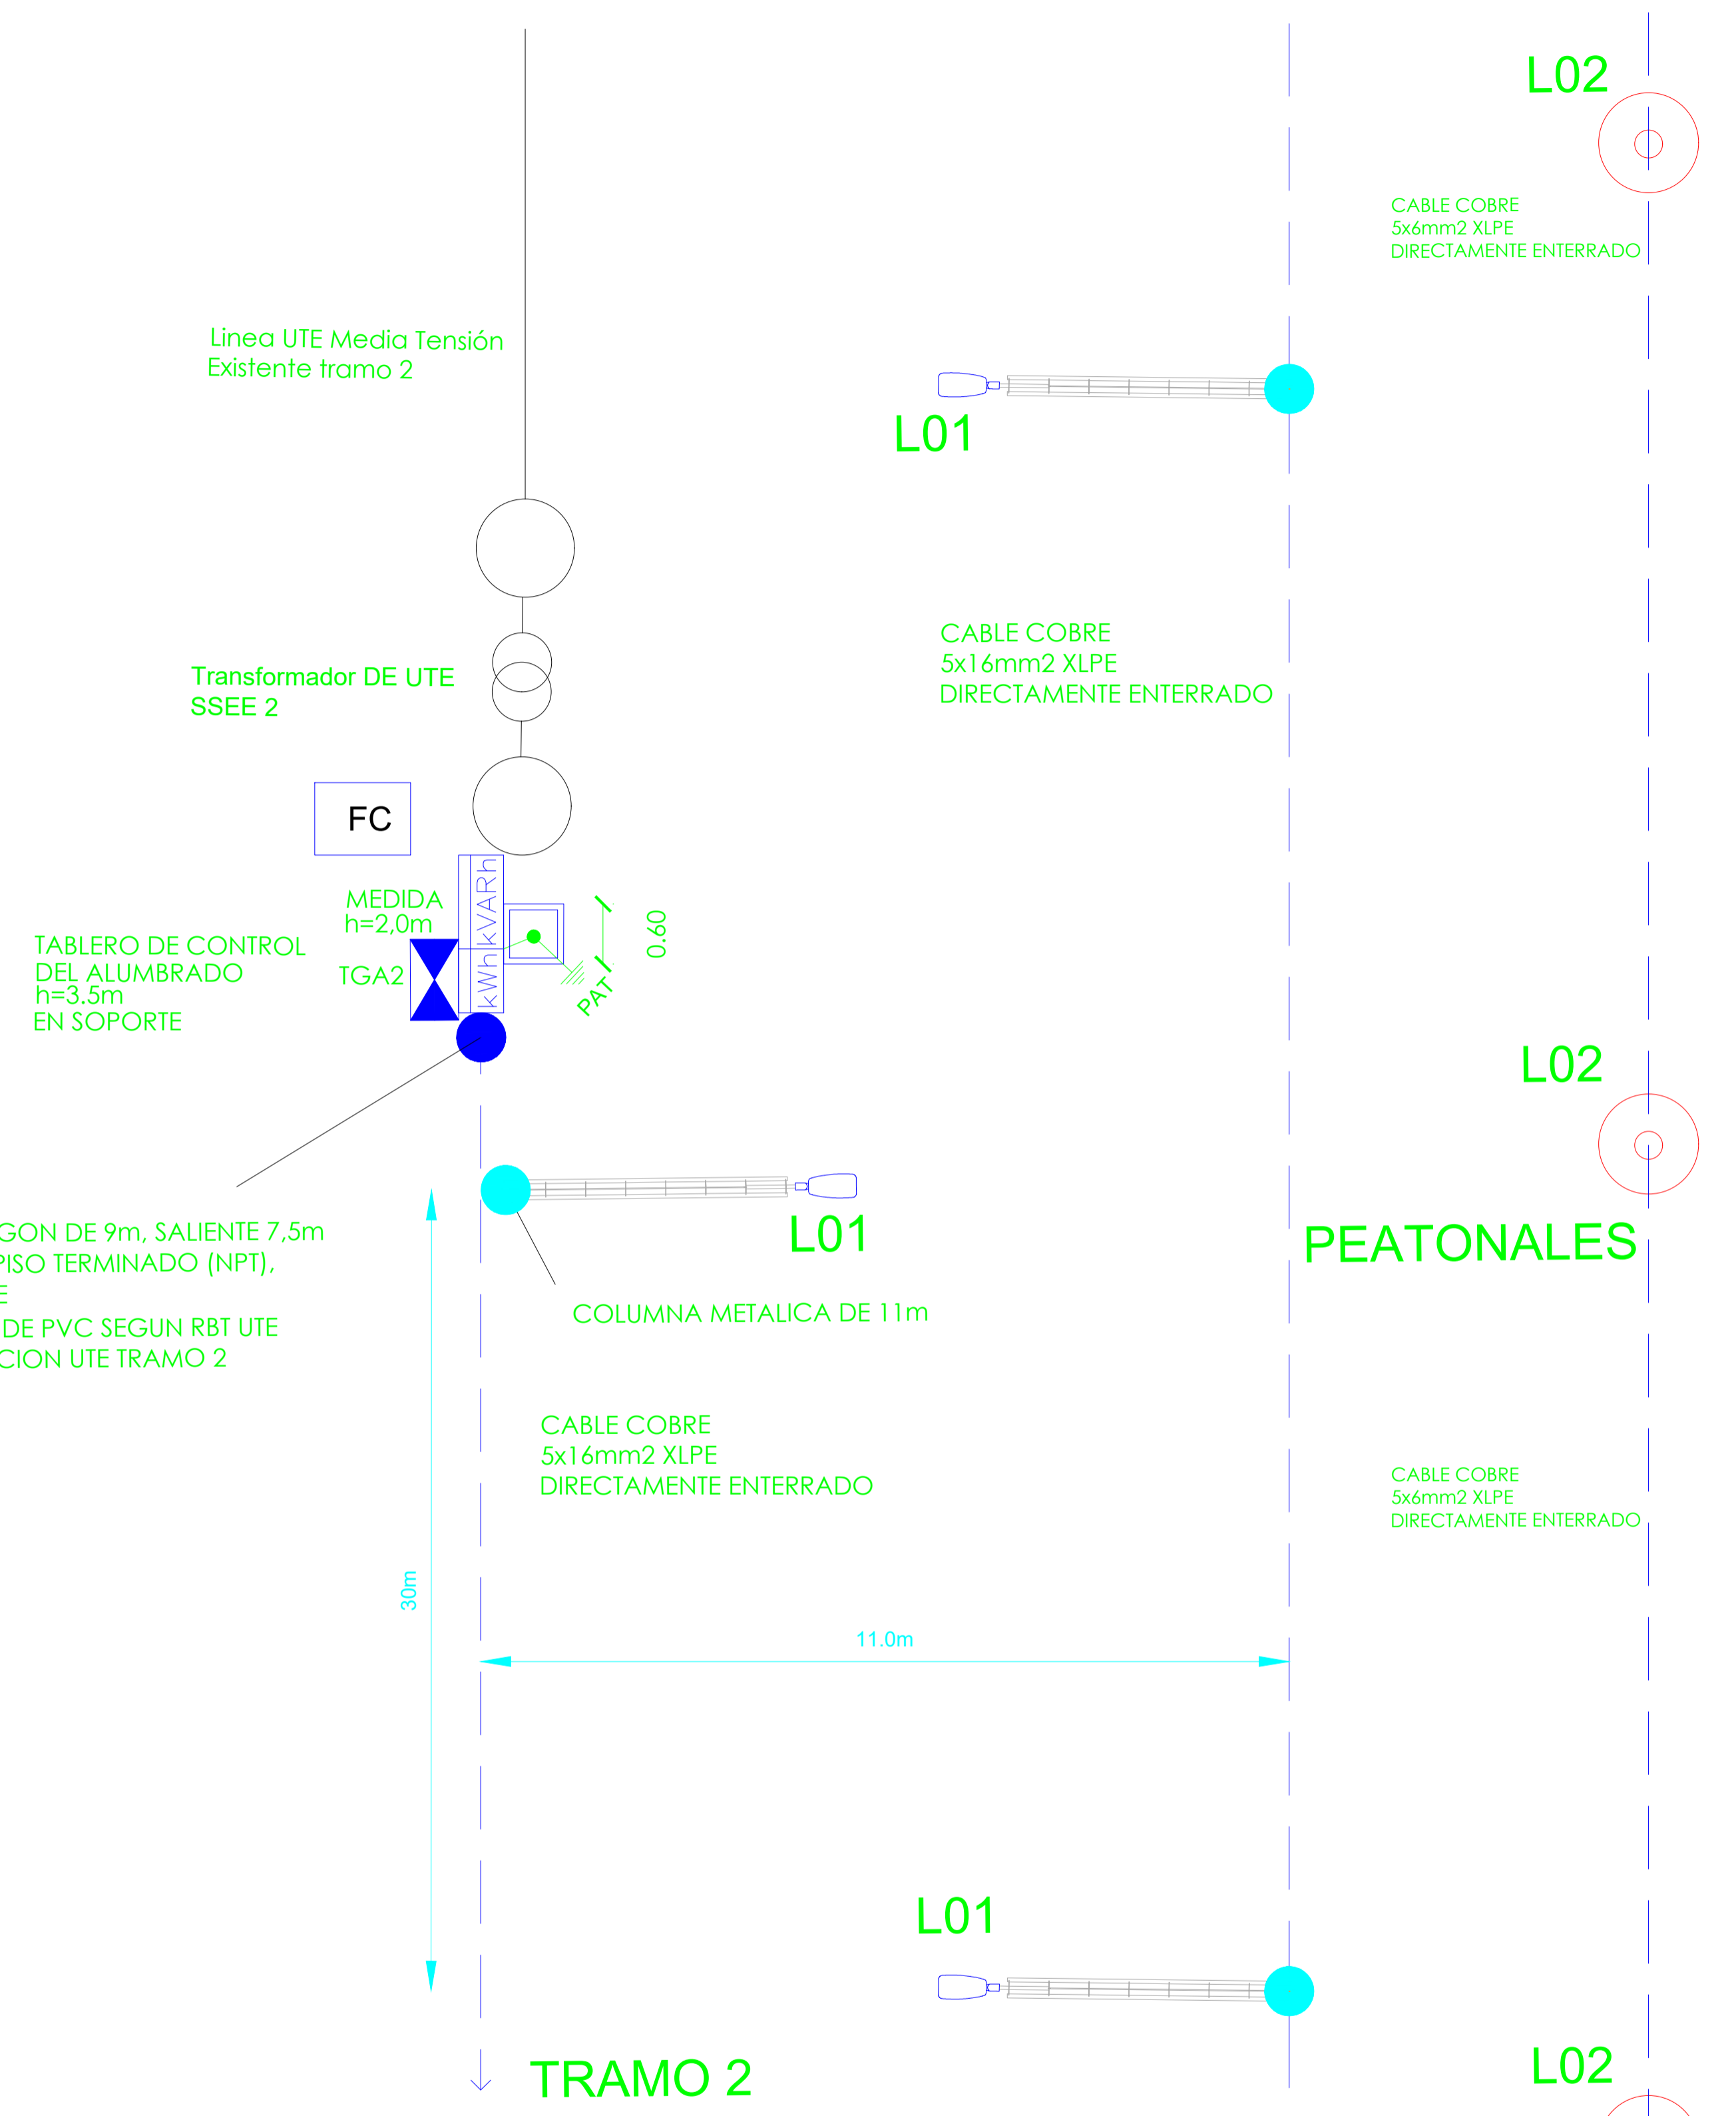 L02
CABLE COBRE
5x6mm2 XLPE
DIRECTAMENTE ENTERRADO
Linea UTE Media Tensión
Existente tramo 2
L01
CABLE COBRE
5x16mm2 XLPE
DIRECTAMENTE ENTERRADO
Transformador DE UTE
SSEE 2
FC
MEDIDA
h=2,0m
kWh kVARh
0.60
TABLERO DE CONTROL
DEL ALUMBRADO
h=3.5m
EN SOPORTE
TGA2
PAT
L02
L01
PEATONALES
GON DE 9m, SALIENTE 7,5m
PISO TERMINADO (NPT),
E
DE PVC SEGUN RBT UTE
CION UTE TRAMO 2
COLUMNA METALICA DE 11m
CABLE COBRE
5x16mm2 XLPE
DIRECTAMENTE ENTERRADO
CABLE COBRE
5x6mm2 XLPE
DIRECTAMENTE ENTERRADO
30m
11.0m
L01
TRAMO 2
L02